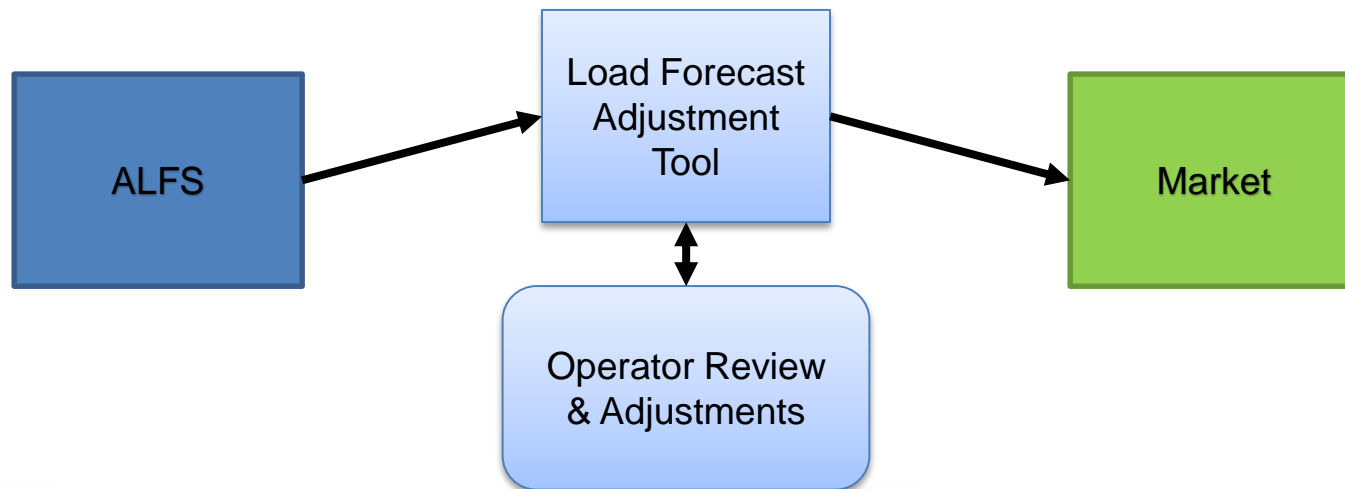 ALFS
Load Forecast
Adjustment
Tool
Market
Operator Review
& Adjustments